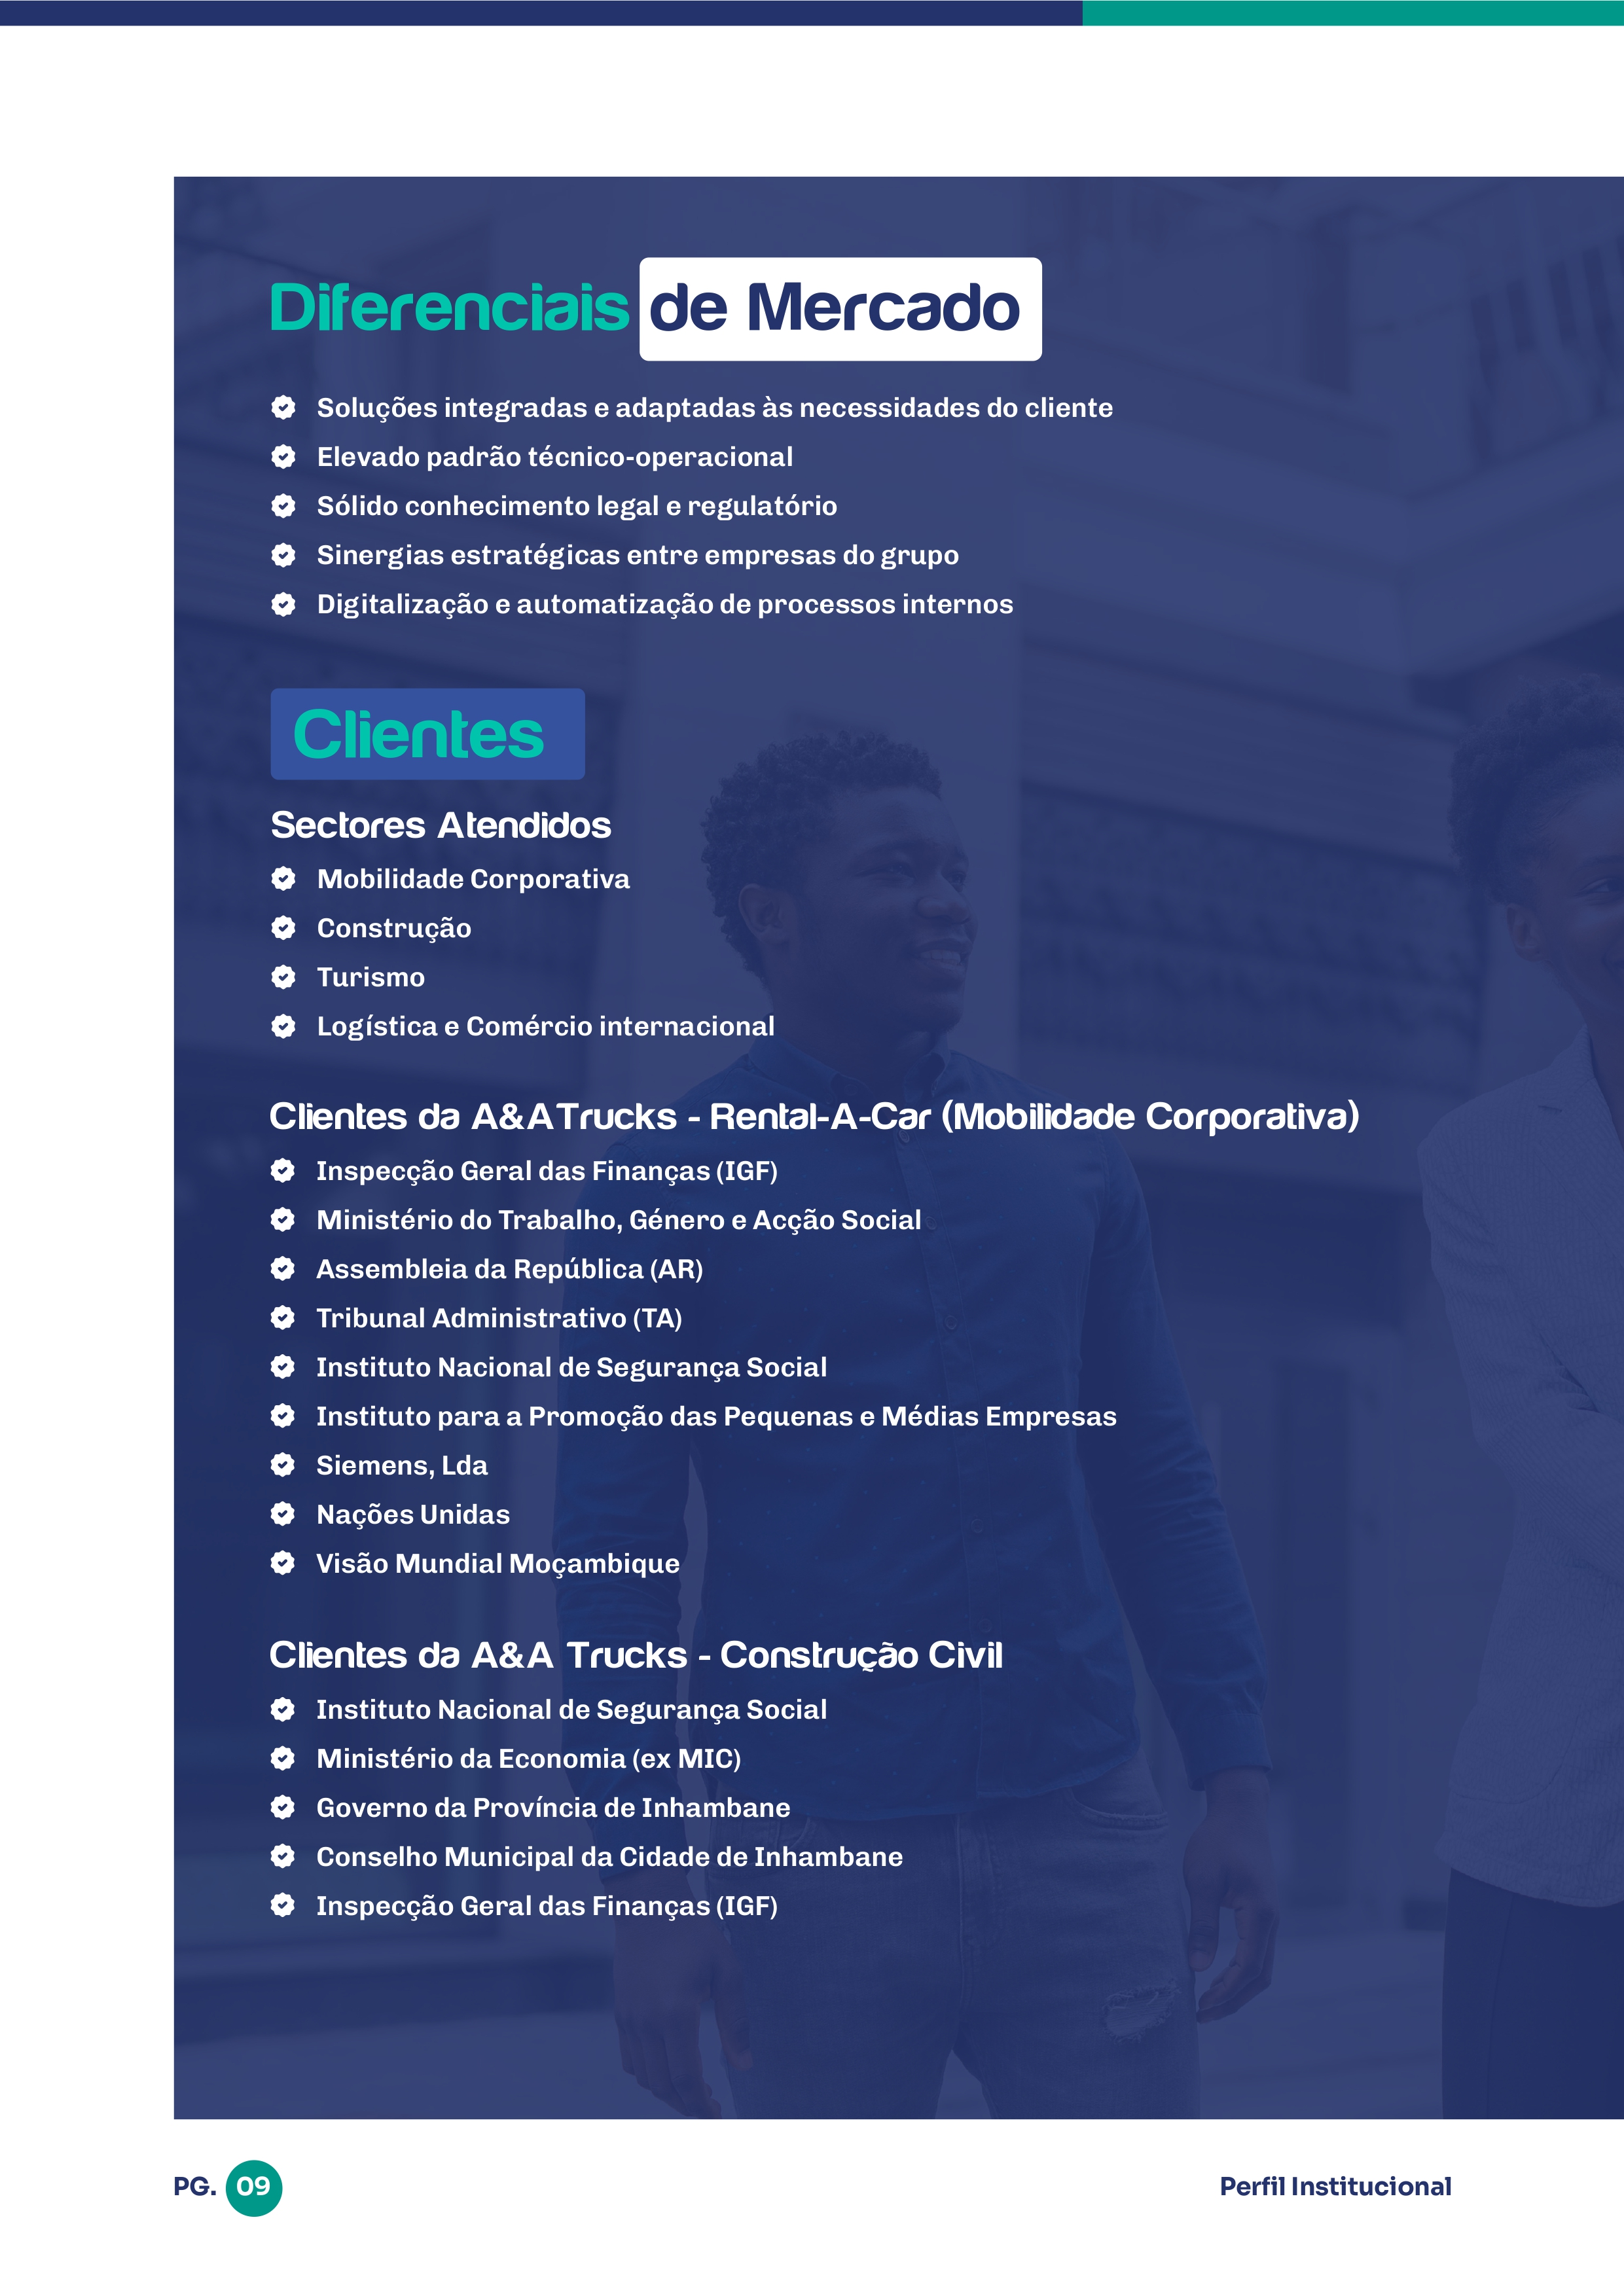 Diferenciais de Mercado
Soluções integradas e adaptadas às necessidades do cliente
Elevado padrão técnico-operacional
Sólido conhecimento legal e regulatório
Sinergias estratégicas entre empresas do grupo
Digitalização e automatização de processos internos
Clientes
Sectores Atendidos
Mobilidade Corporativa
Construção
Turismo
Logística e Comércio internacional
Clientes da A&ATrucks - Rental-A-Car (Mobilidade Corporativa)
Inspecção Geral das Finanças (IGF)
Ministério do Trabalho, Género e Acção Social
Assembleia da República (AR)
Tribunal Administrativo (TA)
Instituto Nacional de Segurança Social
Instituto para a Promoção das Pequenas e Médias Empresas
Siemens, Lda
Nações Unidas
Visão Mundial Moçambique
Clientes da A&A Trucks - Construção Civil
Instituto Nacional de Segurança Social
Ministério da Economia (ex MIC)
Governo da Província de Inhambane
Conselho Municipal da Cidade de Inhambane
Inspecção Geral das Finanças (IGF)
PG. 09
Perfil Institucional